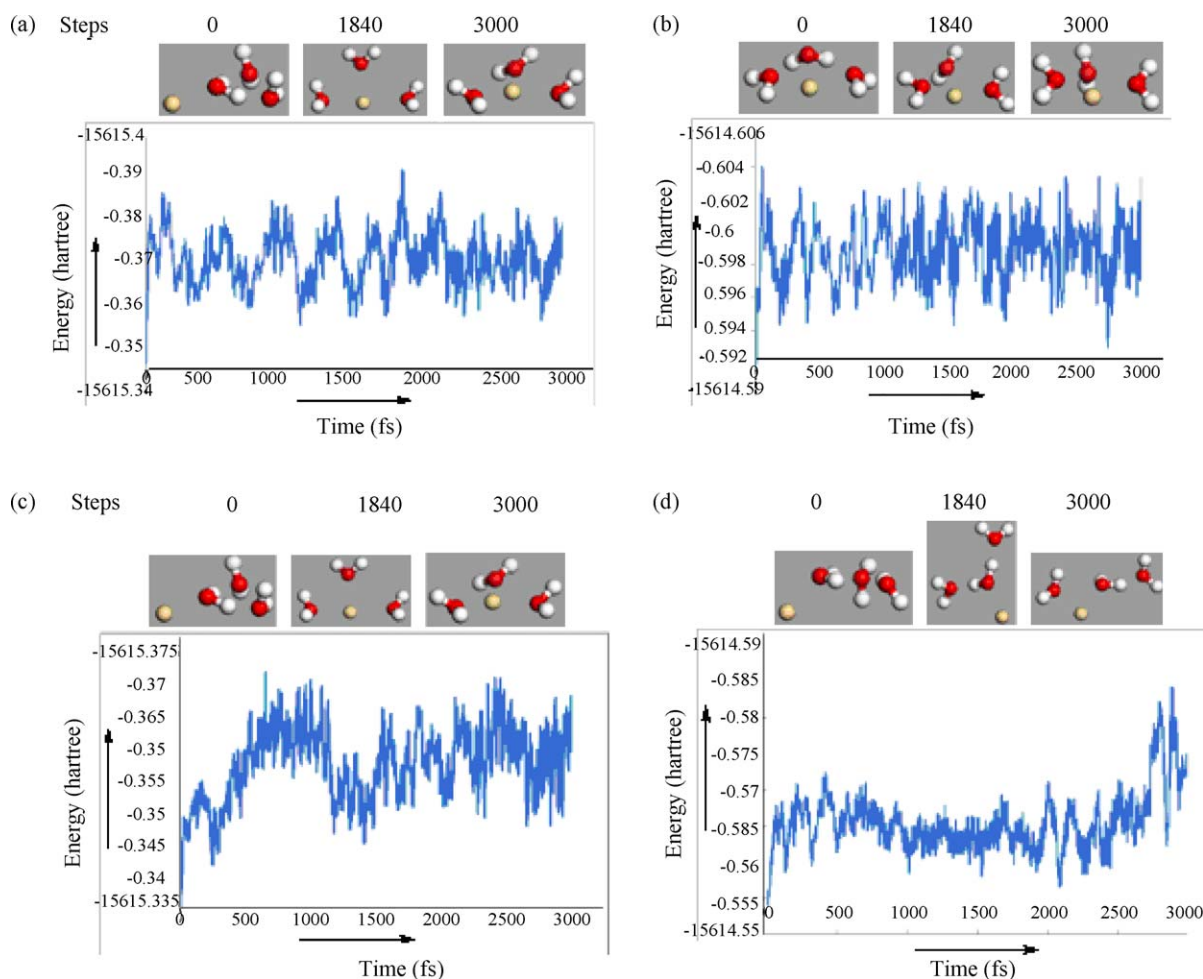 (a) Steps 0 1840 3000
-15615.4
-0.39
-0.38
-0.37
-0.36
-0.35
-15615.34
Energy (hartree)
0 500 1000 1500 2000 2500 3000
Time (fs)
(b) 0 1840 3000
-15614.606
-0.604
-0.602
-0.6
-0.598
0.596
-0.594
-0.592
-15614.59
Energy (hartree)
0 500 1000 1500 2000 2500 3000
Time (fs)
(c) Steps 0 1840 3000
-15615.375
-0.37
-0.365
-0.35
-0.355
-0.35
-0.345
-0.34
-15615.335
Energy (hartree)
0 500 1000 1500 2000 2500 3000
Time (fs)
(d) 0 1840 3000
-15614.59
-0.585
-0.58
-0.575
-0.57
-0.585
-0.56
-0.555
-15614.55
Energy (hartree)
0 500 1000 1500 2000 2500 3000
Time (fs)